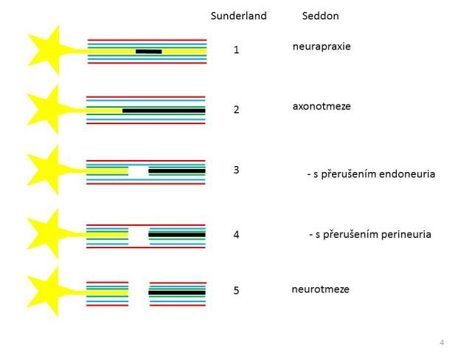 Sunderland Seddon
1 neurapraxie
2 axonotmeze
3 - s přerušením endoneuria
4 - s přerušením perineuria
5 neurotmeze
4